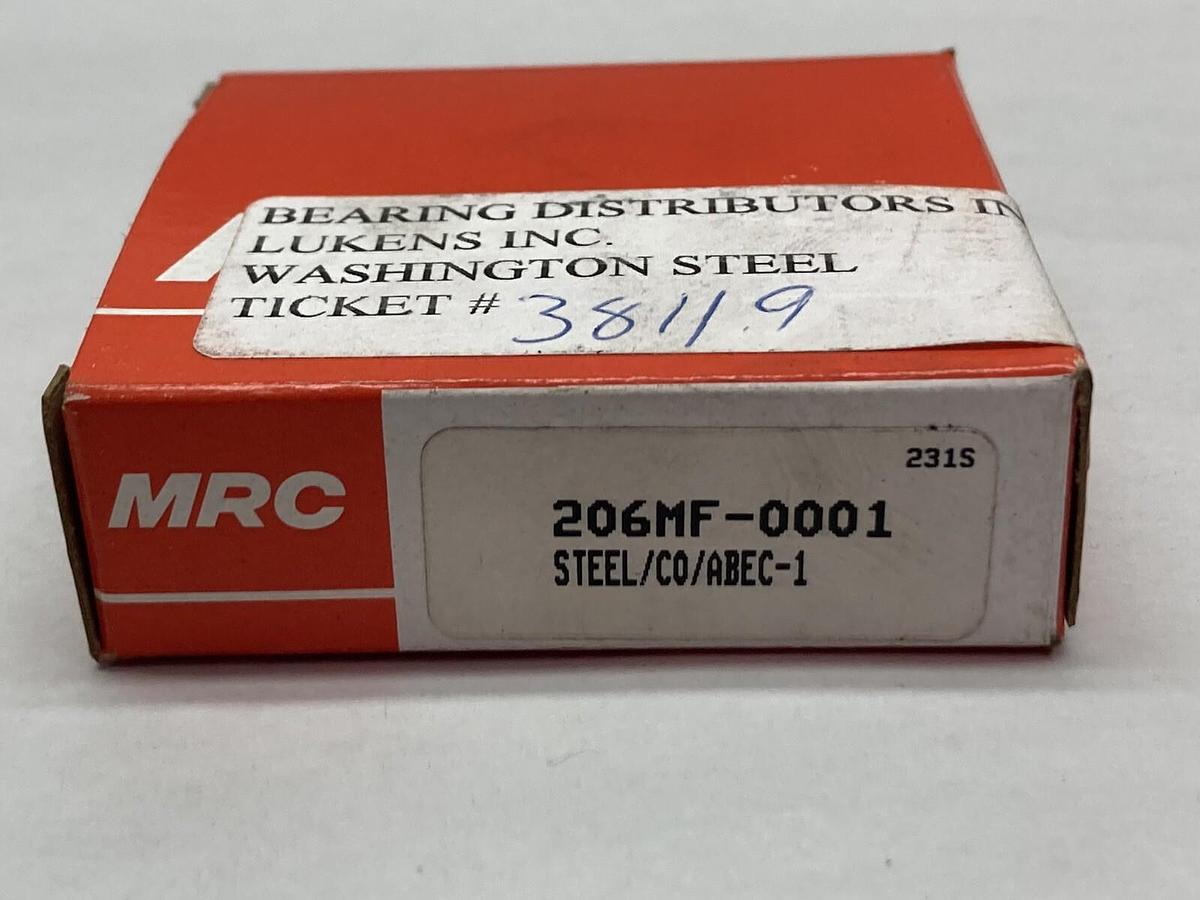 BEARING DISTRIBUTORS IN
LUKENS INC.
WASHINGTON STEEL
TICKET # 38119
MRC
231S
206MF-0001
STEEL/CO/ABEC-1